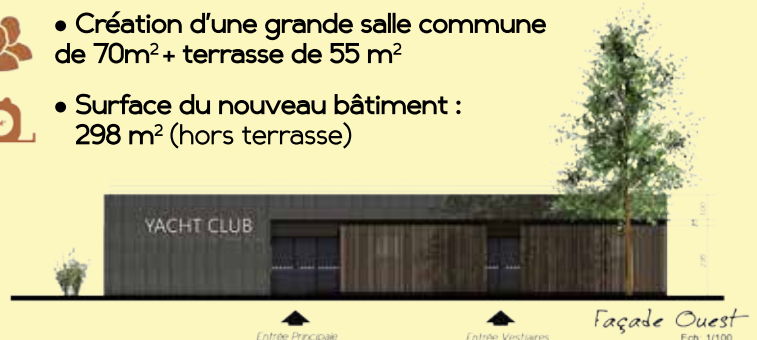 • Création d'une grande salle commune
de 70m² + terrasse de 55 m²
• Surface du nouveau bâtiment :
298 m² (hors terrasse)
YACHT CLUB
Entrée Principale
Entrée Vestiaires
Façade Ouest
Ech: 1/100